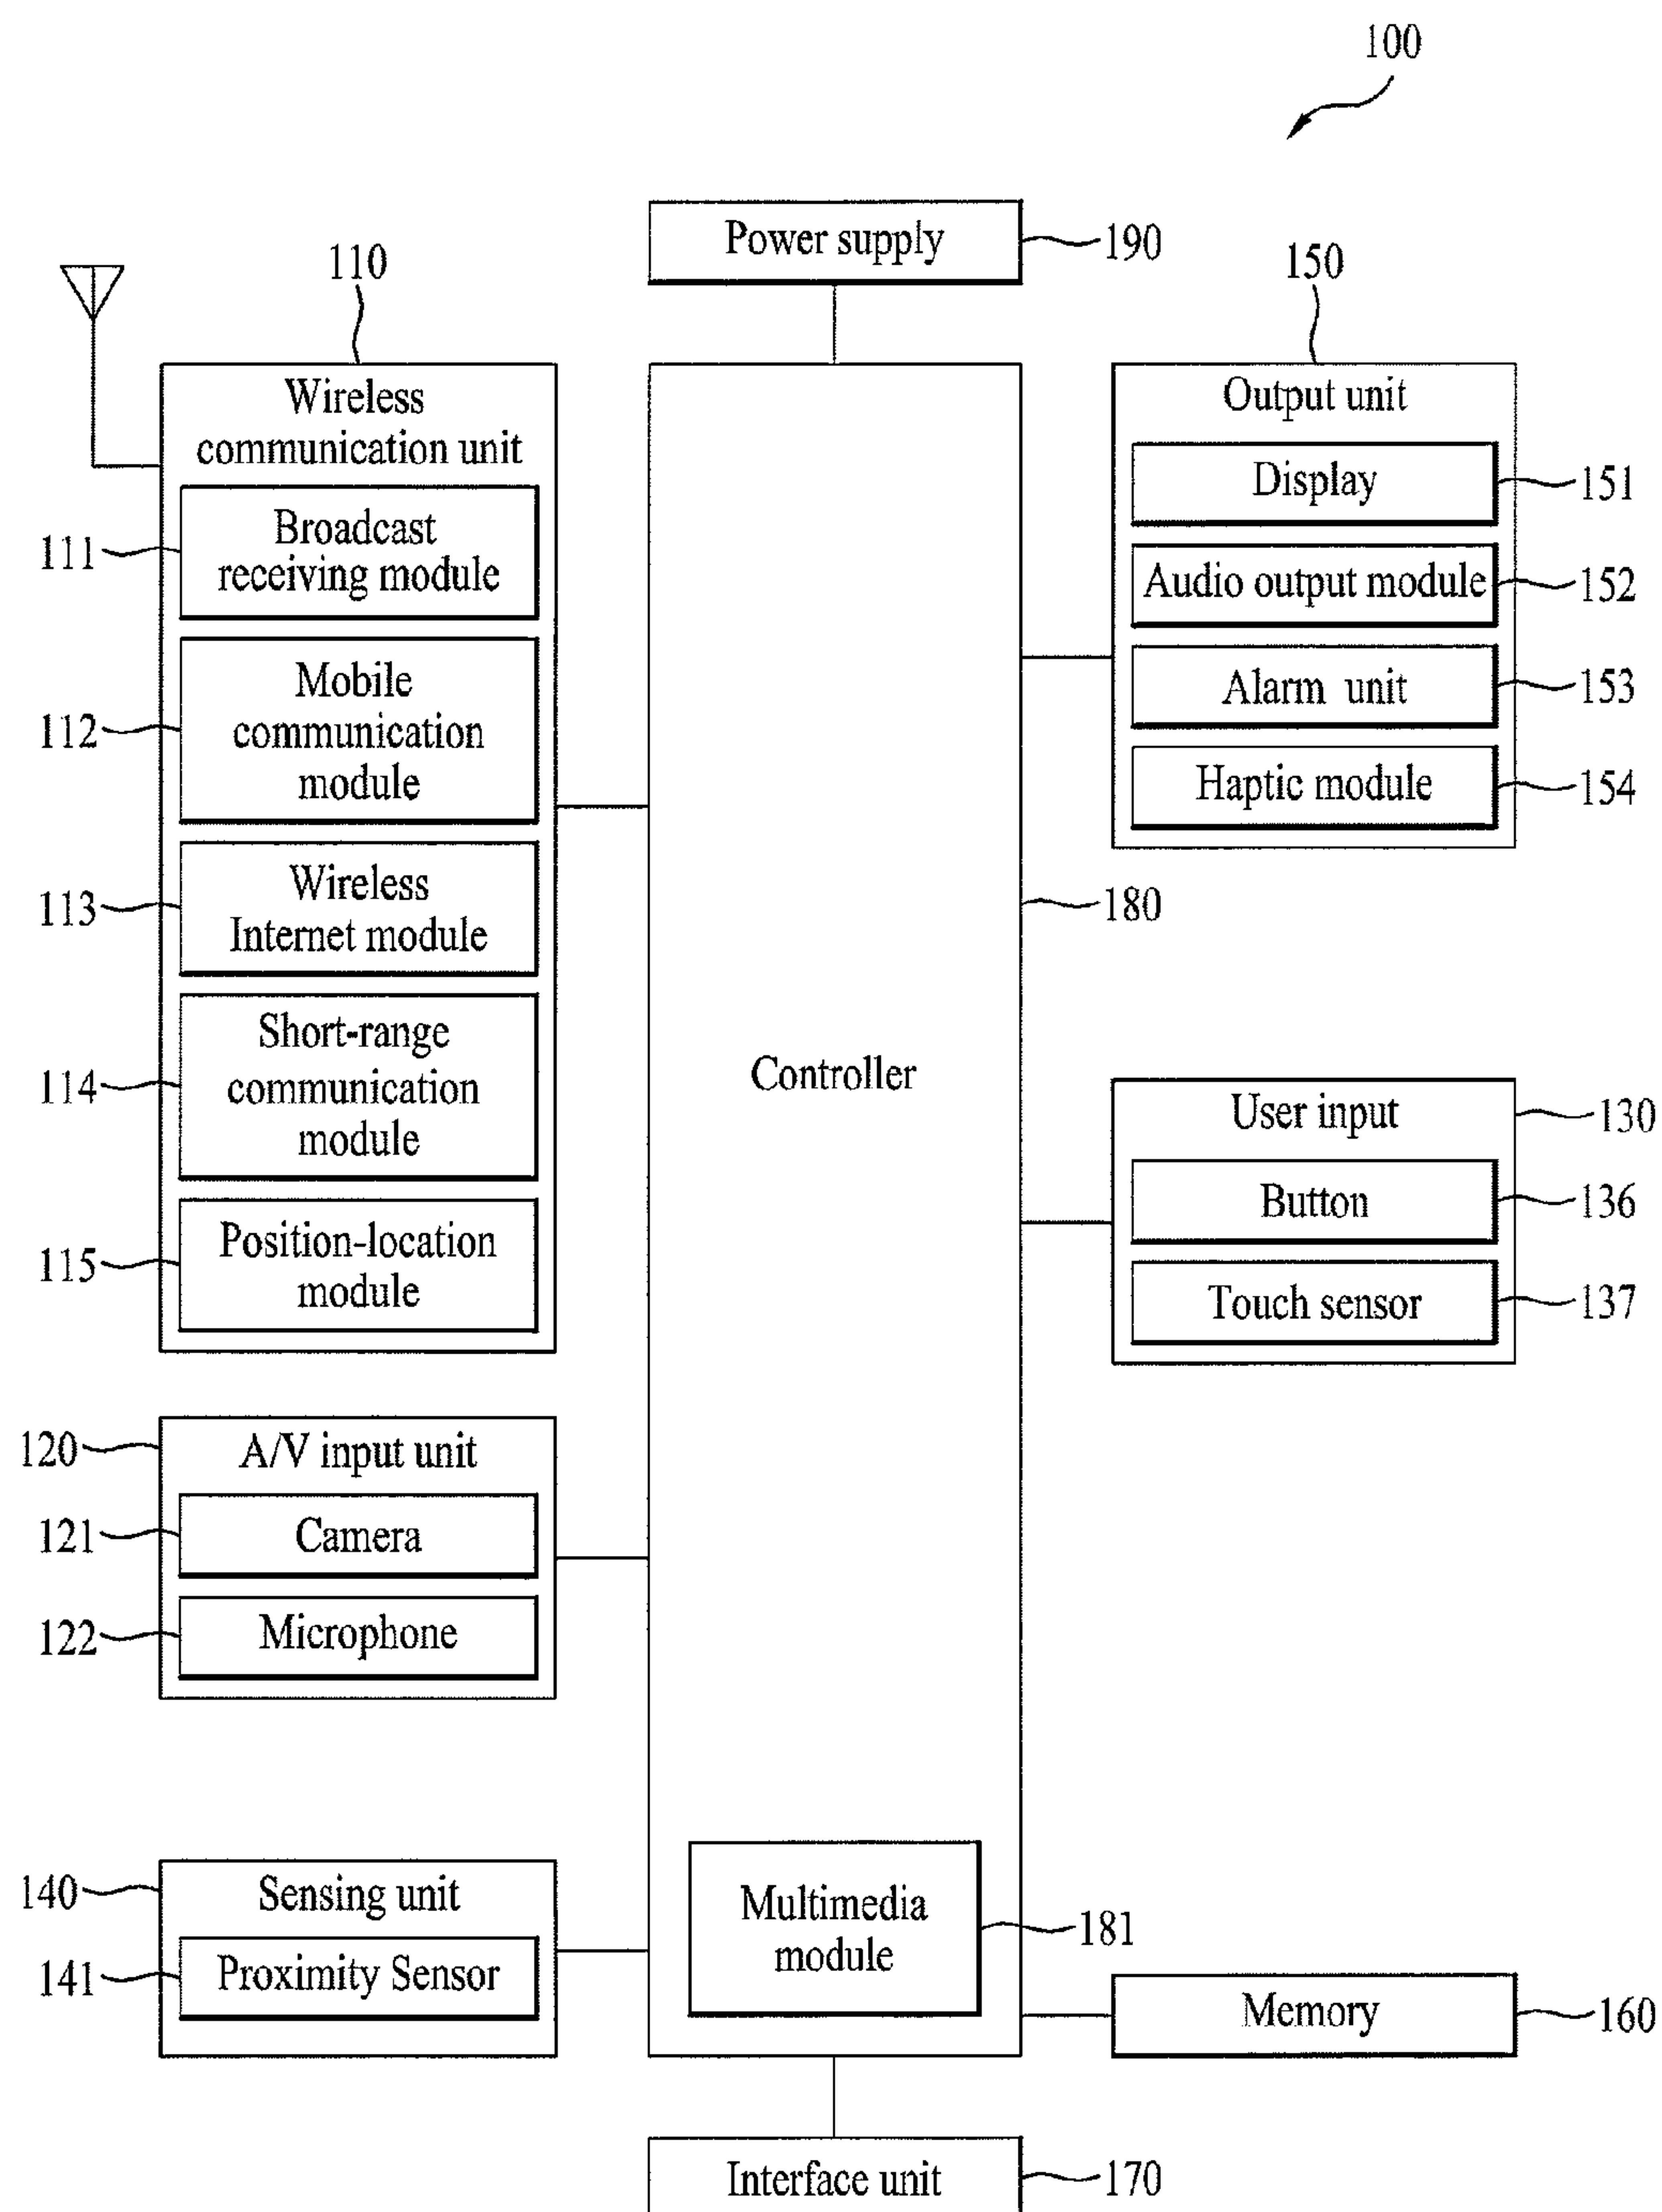 100
Power supply
190
110
Wireless
communication unit
111
Broadcast
receiving module
112
Mobile
communication
module
113
Wireless
Internet module
114
Short-range
communication
module
115
Position-location
module
120
A/V input unit
121
Camera
122
Microphone
140
Sensing unit
141
Proximity Sensor
Controller
180
Multimedia
module
181
150
Output unit
Display
151
Audio output module
152
Alarm unit
153
Haptic module
154
User input
130
Button
136
Touch sensor
137
Memory
160
Interface unit
170